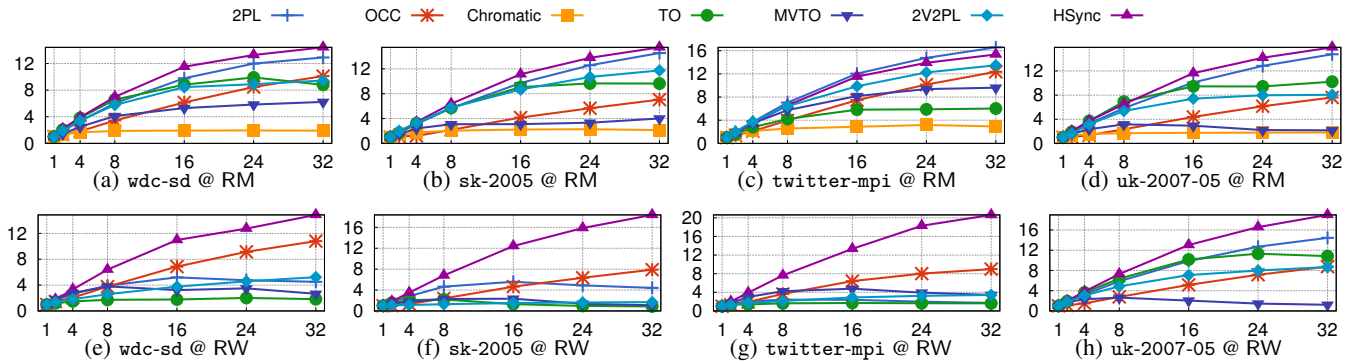 2PL OCC Chromatic TO MVTO 2V2PL HSync
12 12 16 12
8 8 12 8
4 4 8 4
0 0 4 0
0
1 4 8 16 24 32 1 4 8 16 24 32 1 4 8 16 24 32 1 4 8 16 24 32
(a) wdc-sd @ RM (b) sk-2005 @ RM (c) twitter-mpi @ RM (d) uk-2007-05 @ RM
12 16 20 16
8 12 16 12
4 8 12 8
0 4 8 4
0 4 0
0
1 4 8 16 24 32 1 4 8 16 24 32 1 4 8 16 24 32 1 4 8 16 24 32
(e) wdc-sd @ RW (f) sk-2005 @ RW (g) twitter-mpi @ RW (h) uk-2007-05 @ RW